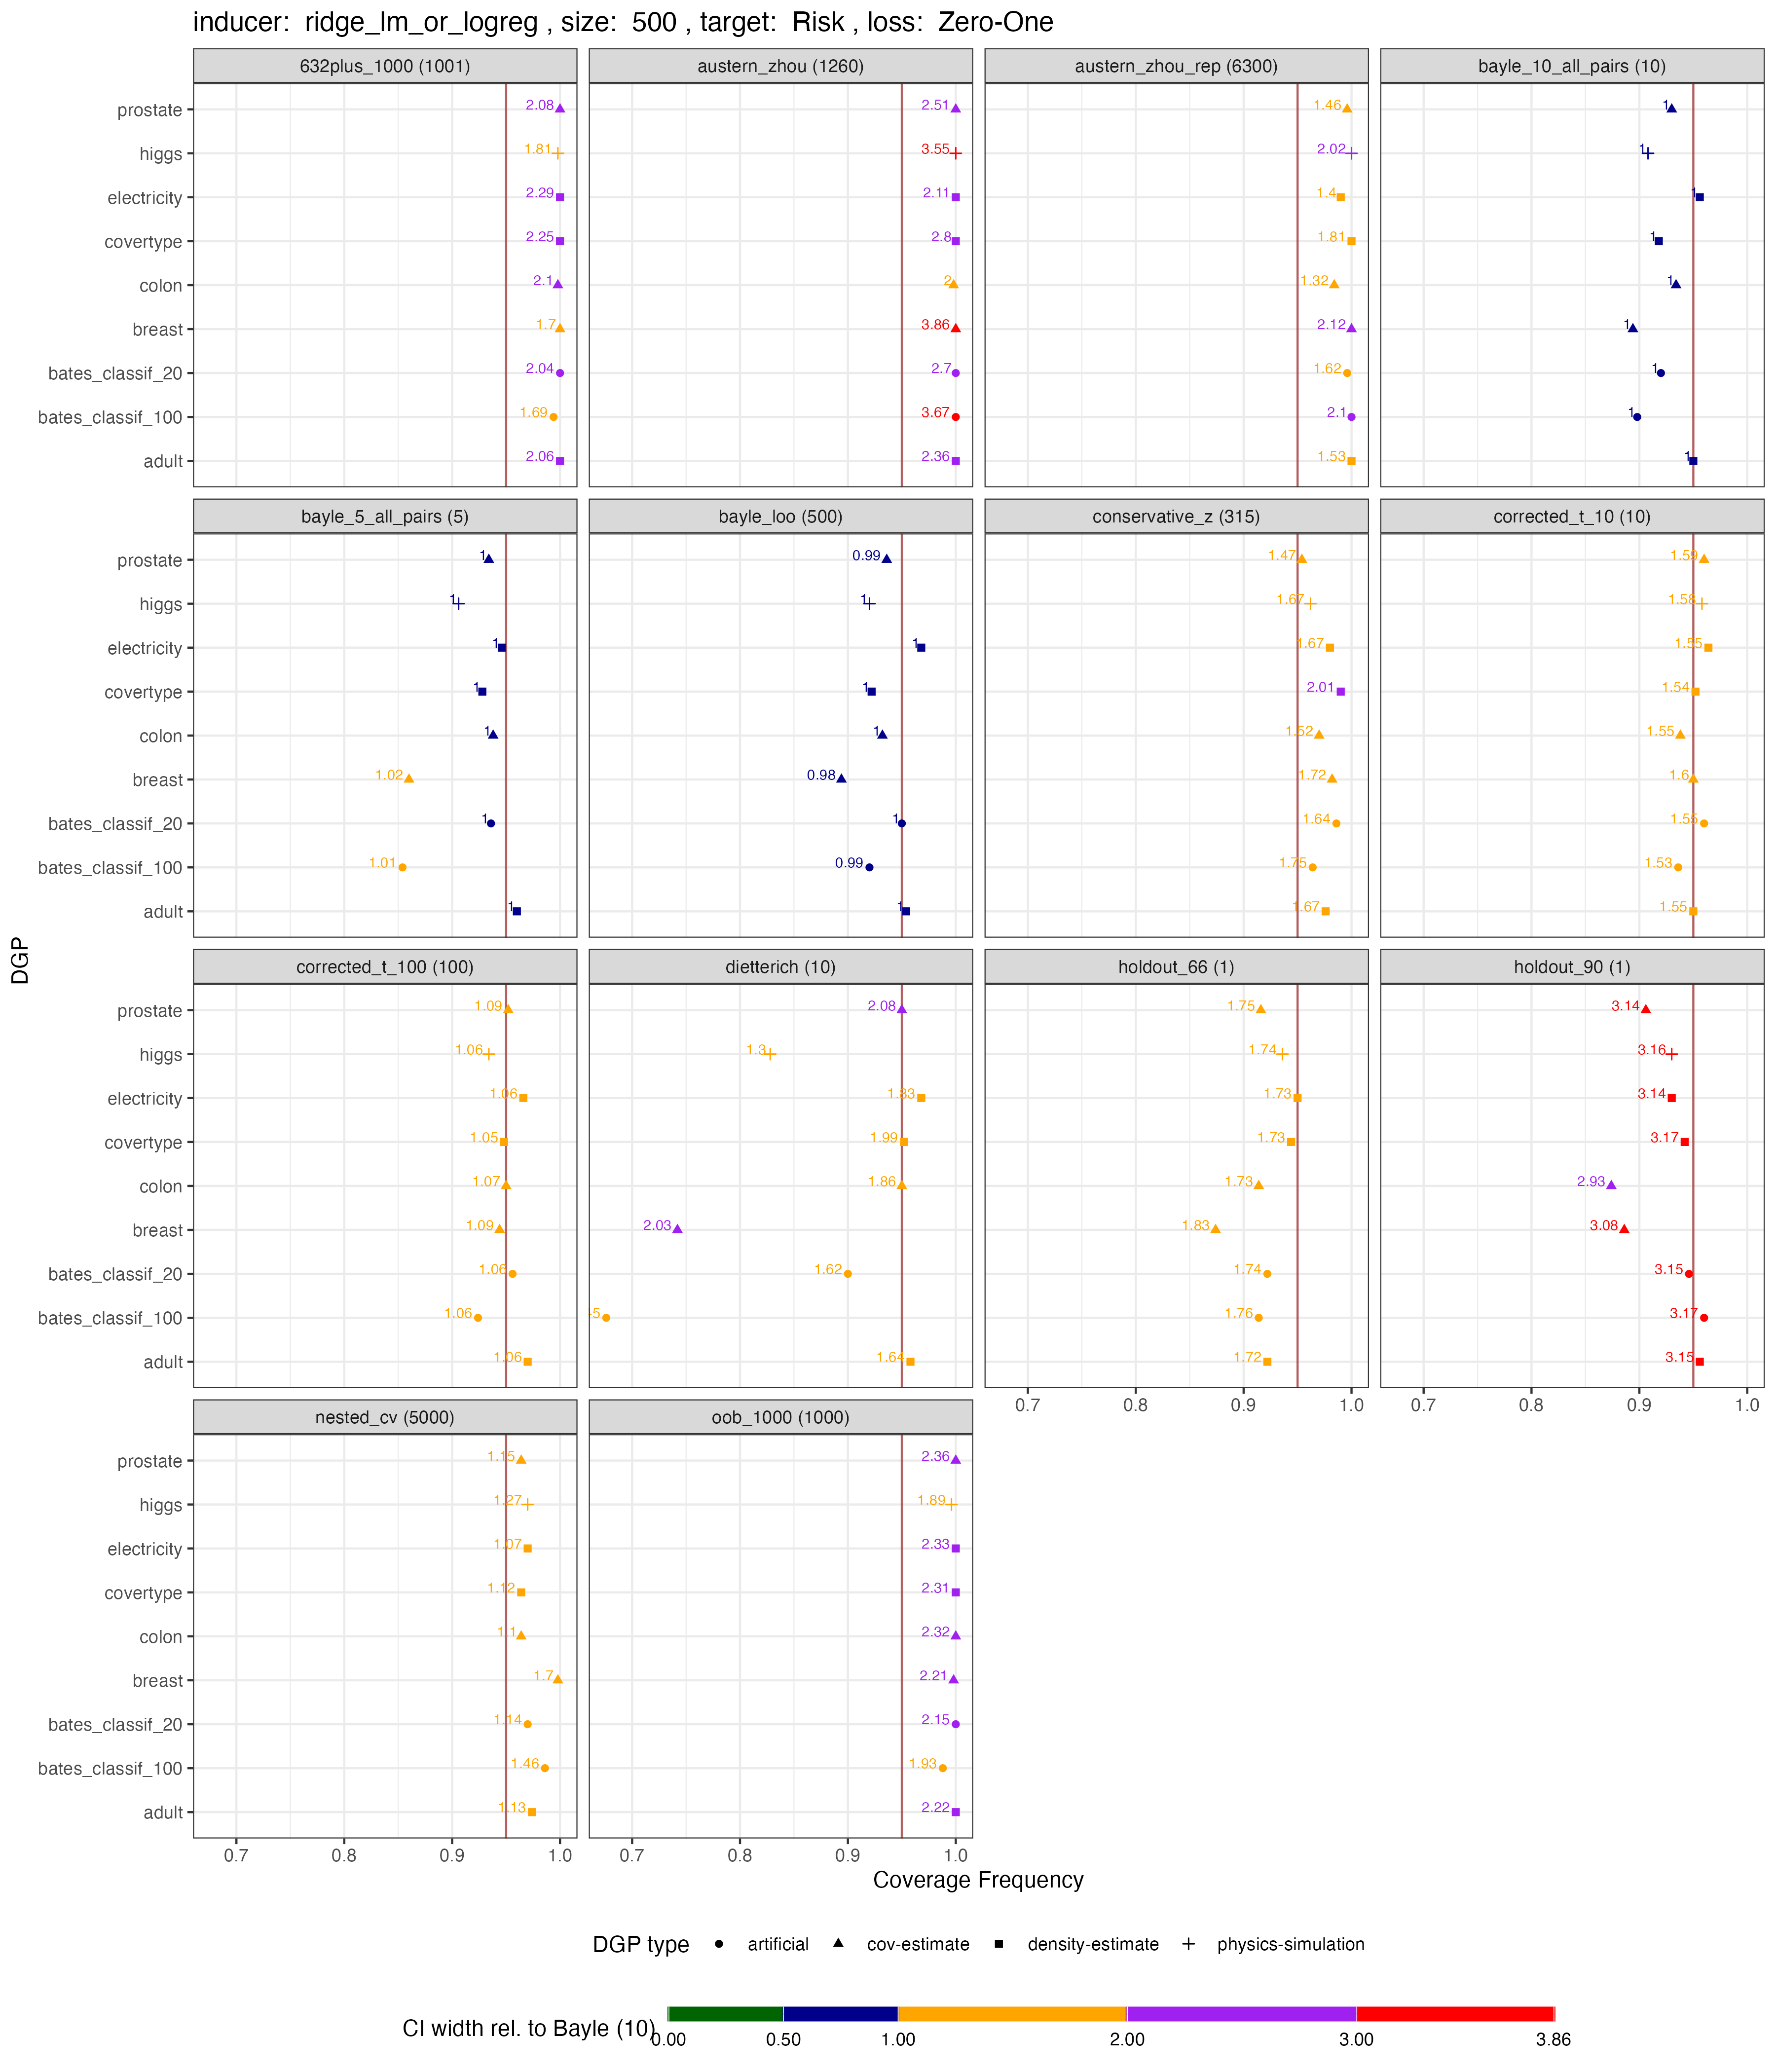 inducer: ridge_lm_or_logreg , size: 500 , target: Risk , loss: Zero-One
632plus_1000 (1001) austern_zhou (1260) austern_zhou_rep (6300) bayle_10_all_pairs (10)
prostate 2.08 2.51 1.46 1
higgs 1.81 3.55 2.02 1
electricity 2.29 2.11 1.4 1
covertype 2.25 2.8 1.81 1
colon 2.1 2 1.32 1
breast 1.7 3.86 2.12 1
bates_classif_20 2.04 2.7 1.62 1
bates_classif_100 1.69 3.67 2.1 1
adult 2.06 2.36 1.53 1
bayle_5_all_pairs (5) bayle_loo (500) conservative_z (315) corrected_t_10 (10)
prostate 1 0.99 1.47 1.59
higgs 1 1 1.67 1.58
electricity 1 1 1.67 1.55
covertype 1 1 2.01 1.54
colon 1 1 1.62 1.55
breast 1.02 0.98 1.72 1.6
bates_classif_20 1 1 1.64 1.55
bates_classif_100 1.01 0.99 1.75 1.53
adult 1 1 1.67 1.55
DGP
corrected_t_100 (100) dietterich (10) holdout_66 (1) holdout_90 (1)
prostate 1.09 2.08 1.75 3.14
higgs 1.06 1.3 1.74 3.16
electricity 1.06 1.83 1.73 3.14
covertype 1.05 1.99 1.73 3.17
colon 1.07 1.86 1.73 2.93
breast 1.09 2.03 1.83 3.08
bates_classif_20 1.06 1.62 1.74 3.15
bates_classif_100 1.06 1.76 3.17
adult 1.06 1.64 1.72 3.15
0.7 0.8 0.9 1.0 0.7 0.8 0.9 1.0
nested_cv (5000) oob_1000 (1000)
prostate 1.15 2.36
higgs 1.27 1.89
electricity 1.07 2.33
covertype 1.12 2.31
colon 1.1 2.32
breast 1.7 2.21
bates_classif_20 1.14 2.15
bates_classif_100 1.46 1.93
adult 1.13 2.22
0.7 0.8 0.9 1.0 0.7 0.8 0.9 1.0
Coverage Frequency
DGP type artificial cov-estimate density-estimate physics-simulation
CI width rel. to Bayle (10)
0.00 0.50 1.00 2.00 3.00 3.86